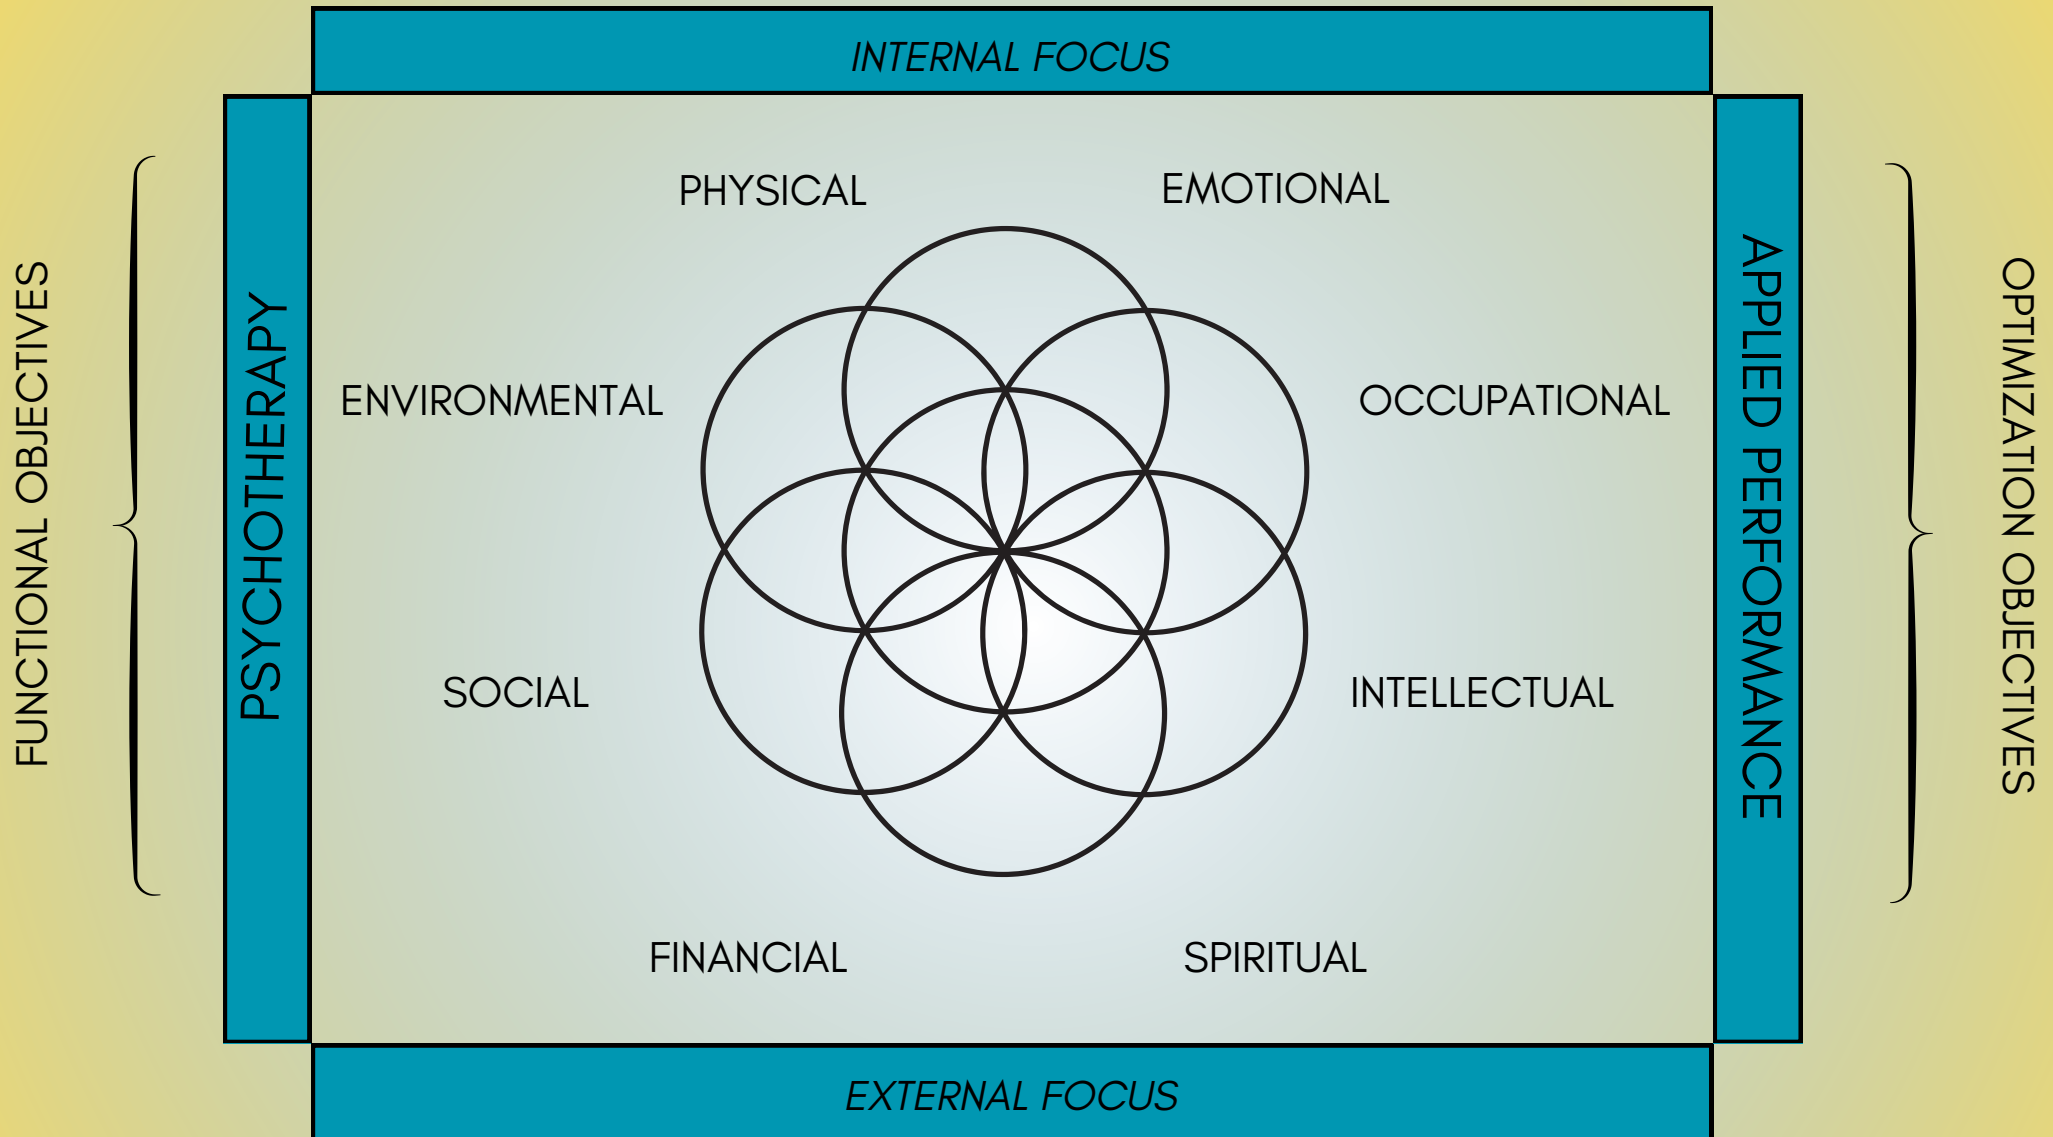 INTERNAL FOCUS
PHYSICAL
EMOTIONAL
FUNCTIONAL OBJECTIVES
PSYCHOTHERAPY
ENVIRONMENTAL
OCCUPATIONAL
APPLIED PERFORMANCE
OPTIMIZATION OBJECTIVES
SOCIAL
INTELLECTUAL
FINANCIAL
SPIRITUAL
EXTERNAL FOCUS